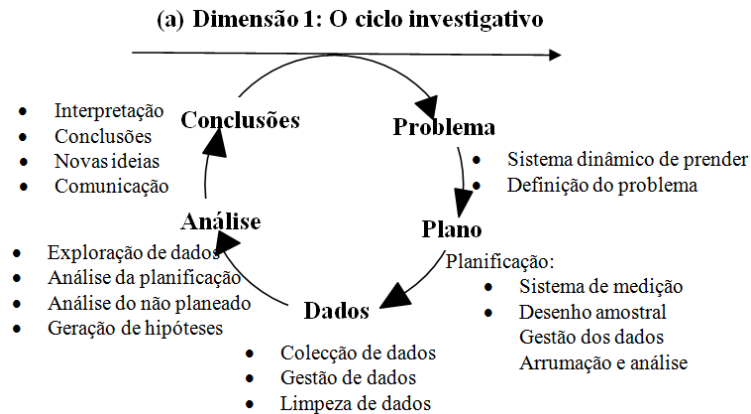 (a) Dimensão 1: O ciclo investigativo
Problema
• Sistema dinâmico de prender
• Definição do problema
Plano
Planificação:
• Sistema de medição
• Desenho amostral
Gestão dos dados
Arrumação e análise
Dados
• Colecção de dados
• Gestão de dados
• Limpeza de dados
Análise
• Exploração de dados
• Análise da planificação
• Análise do não planeado
• Geração de hipóteses
Conclusões
• Interpretação
• Conclusões
• Novas ideias
• Comunicação